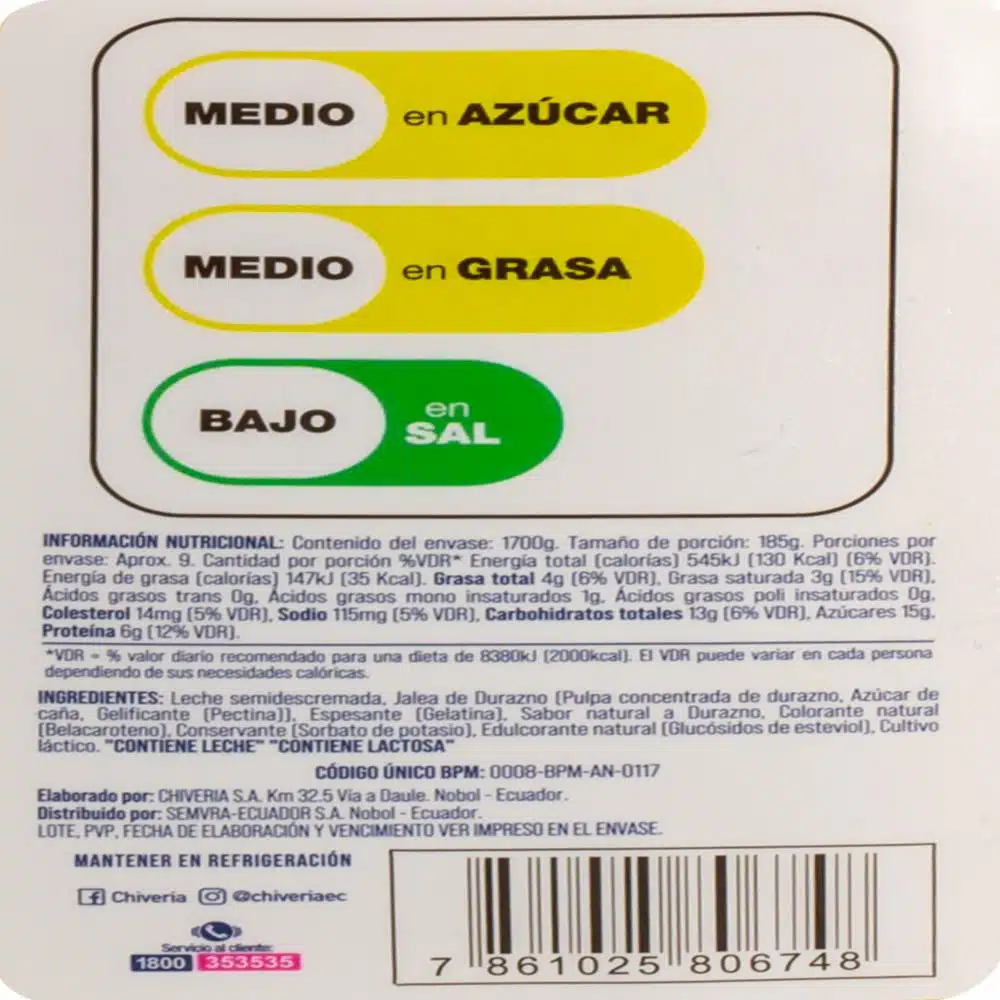 MEDIO en AZÚCAR
MEDIO en GRASA
BAJO en SAL
INFORMACIÓN NUTRICIONAL: Contenido del envase: 1700g. Tamaño de porción: 185g. Porciones por
envase: Aprox. 9. Cantidad por porción %VDR* Energía total (calorías) 545kJ (130 Kcal) (6% VDR).
Energía de grasa (calorías) 147kJ (35 Kcal). Grasa total 4g (6% VDR), Grasa saturada 3g (15% VDR),
Ácidos grasos trans 0g, Ácidos grasos mono insaturados 1g, Ácidos grasos poli insaturados 0g,
Colesterol 14mg (5% VDR), Sodio 115mg (5% VDR), Carbohidratos totales 13g (6% VDR), Azúcares 15g,
Proteína 6g (12% VDR).
*VDR = % valor diario recomendado para una dieta de 8380kJ (2000kcal). El VDR puede variar en cada persona
dependiendo de sus necesidades calóricas.
INGREDIENTES: Leche semidescremada, Jalea de Durazno (Pulpa concentrada de durazno, Azúcar de
caña, Gelificante (Pectina)), Espesante (Gelatina), Sabor natural a Durazno, Colorante natural
(Belacaroteno), Conservante (Sorbato de potasio), Edulcorante natural (Glucósidos de esteviol), Cultivo
láctico. "CONTIENE LECHE" "CONTIENE LACTOSA"
CÓDIGO ÚNICO BPM: 0008-BPM-AN-0117
Elaborado por: CHIVERIA S.A. Km 32.5 Vía a Daule. Nobol - Ecuador.
Distribuido por: SEMVRA-ECUADOR S.A. Nobol - Ecuador.
LOTE, PVP, FECHA DE ELABORACIÓN Y VENCIMIENTO VER IMPRESO EN EL ENVASE.
MANTENER EN REFRIGERACIÓN
Chivería @chiveriaec
Servicio al cliente:
1800 353535
7 861025 806748